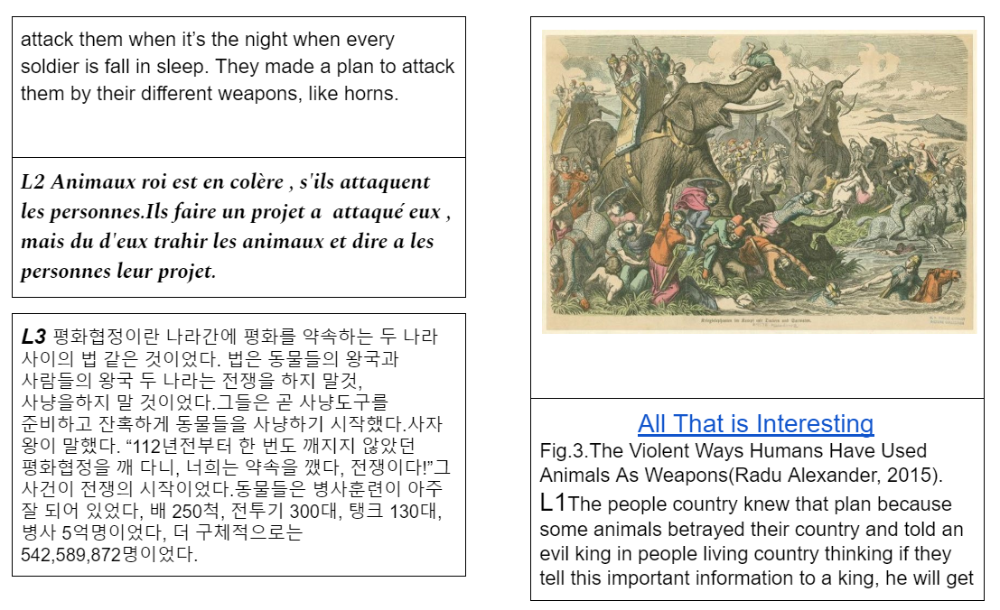 attack them when it’s the night when every
soldier is fall in sleep. They made a plan to attack
them by their different weapons, like horns.
L2 Animaux roi est en colère , s'ils attaquent
les personnes.Ils faire un projet a  attaqué eux ,
mais du d'eux trahir les animaux et dire a les
personnes leur projet.
L3 평화협정이란 나라간에 평화를 약속하는 두 나라
사이의 법 같은 것이었다. 법은 동물들의 왕국과
사람들의 왕국 두 나라는 전쟁을 하지 말것,
사냥을하지 말 것이었다.그들은 곧 사냥도구를
준비하고 잔혹하게 동물들을 사냥하기 시작했다.사자
왕이 말했다. “112년전부터 한 번도 깨지지 않았던
평화협정을 깨 다니, 너희는 약속을 깼다, 전쟁이다!”그
사건이 전쟁의 시작이었다.동물들은 병사훈련이 아주
잘 되어 있었다, 배 250척, 전투기 300대, 탱크 130대,
병사 5억명이었다, 더 구체적으로는
542,589,872명이었다.
All That is Interesting
Fig.3.The Violent Ways Humans Have Used
Animals As Weapons(Radu Alexander, 2015).
L1The people country knew that plan because
some animals betrayed their country and told an
evil king in people living country thinking if they
tell this important information to a king, he will get